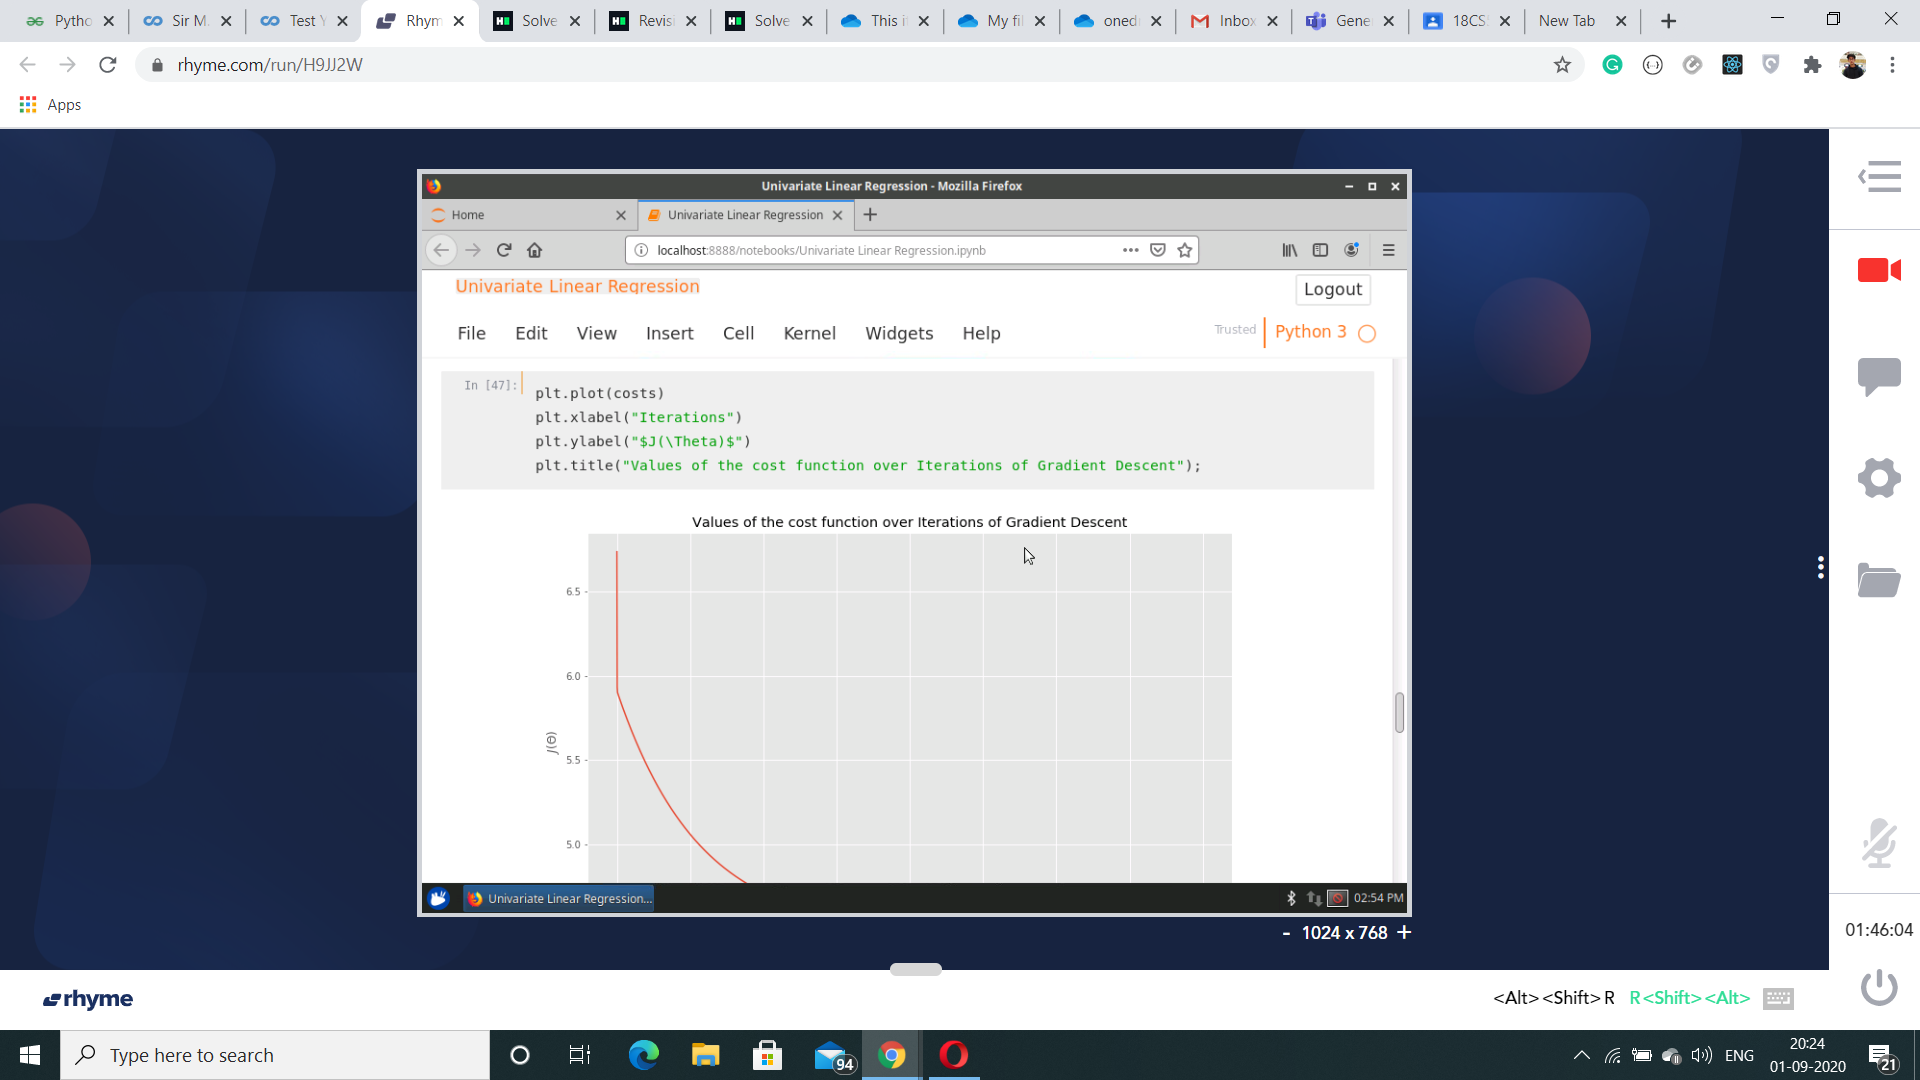 Pytho
Sir M
Test Y
Rhym
Solve
Revisi
Solve
This i
My fi
oned
Inbox
Gene
18CS
New Tab
rhyme.com/run/H9JJ2W
Apps
Univariate Linear Regression - Mozilla Firefox
Home
Univariate Linear Regression
localhost:8888/notebooks/Univariate Linear Regression.ipynb
Univariate Linear Regression
Logout
File Edit View Insert Cell Kernel Widgets Help
Trusted
Python 3
In [47]:
plt.plot(costs)
plt.xlabel("Iterations")
plt.ylabel("$J(\Theta)$")
plt.title("Values of the cost function over Iterations of Gradient Descent");
Values of the cost function over Iterations of Gradient Descent
6.5
6.0
J(Θ)
5.5
5.0
Univariate Linear Regression...
02:54 PM
- 1024 x 768 +
01:46:04
rhyme
<Alt><Shift>R R<Shift><Alt>
Type here to search
94
ENG
20:24
01-09-2020
21